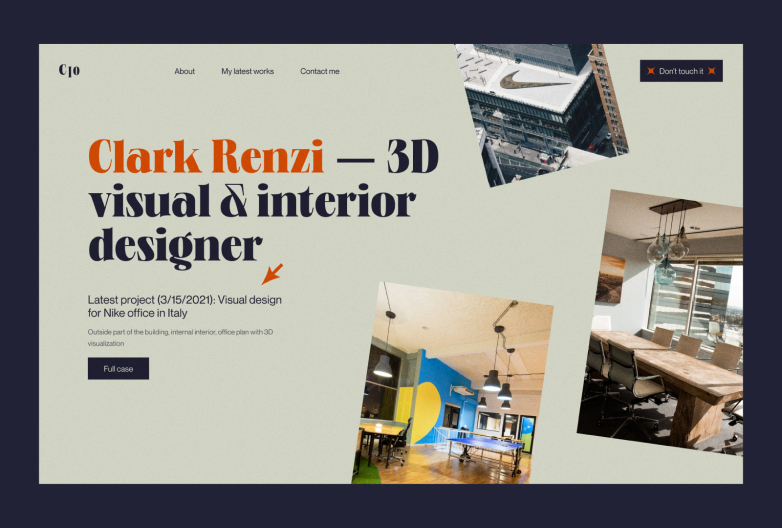 C|o
About
My latest works
Contact me
Don't touch it
Clark Renzi — 3D
visual & interior
designer
Latest project (3/15/2021): Visual design
for Nike office in Italy
Outside part of the building, internal interior, office plan with 3D
visualization
Full case